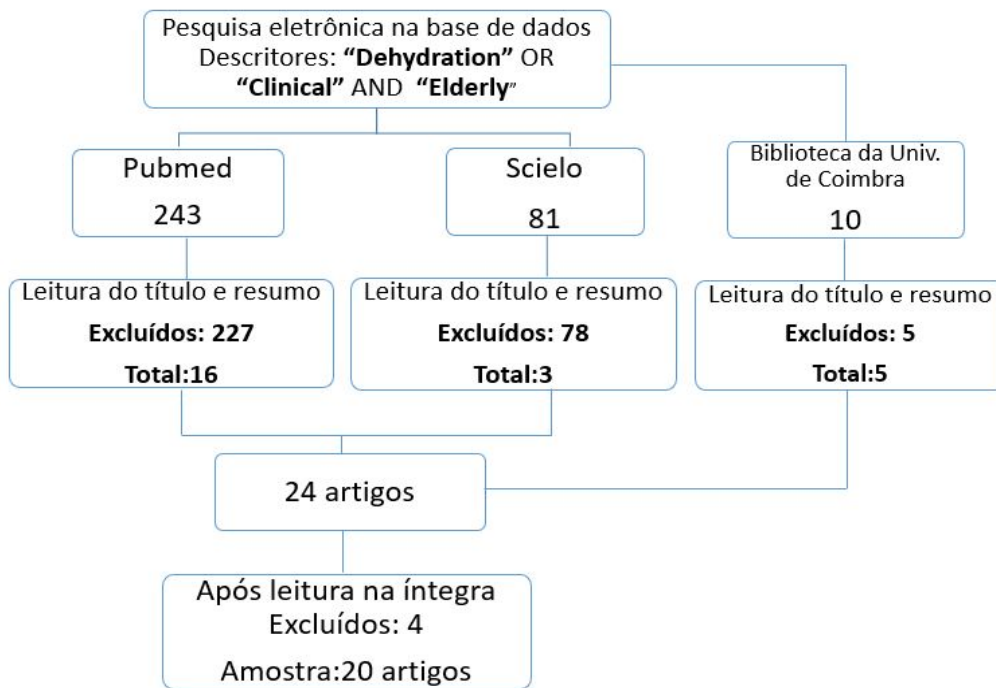 Pesquisa eletrônica na base de dados
Descritores: “Dehydration” OR
“Clinical” AND “Elderly”
Pubmed
243
Scielo
81
Biblioteca da Univ.
de Coimbra
10
Leitura do título e resumo
Excluídos: 227
Total:16
Leitura do título e resumo
Excluídos: 78
Total:3
Leitura do título e resumo
Excluídos: 5
Total:5
24 artigos
Após leitura na íntegra
Excluídos: 4
Amostra:20 artigos